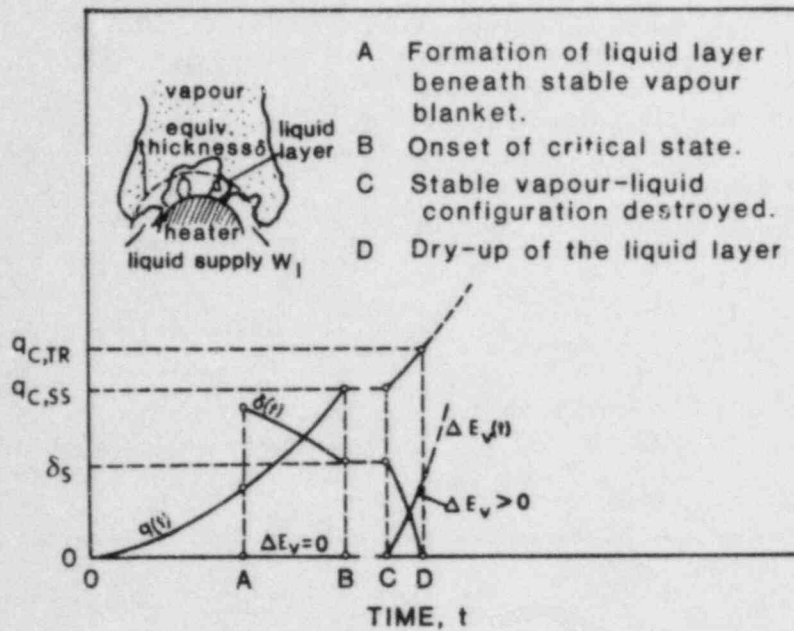 A Formation of liquid layer
beneath stable vapour
blanket.
B Onset of critical state.
C Stable vapour-liquid
configuration destroyed.
D Dry-up of the liquid layer
vapour
equiv.
thickness δ
liquid
layer
heater
liquid supply W_l
q_C,TR
q_C,SS
δ_S
0
δ(t)
q(t)
ΔE_v=0
ΔE_v(t)
ΔE_v>0
0 A B C D
TIME, t